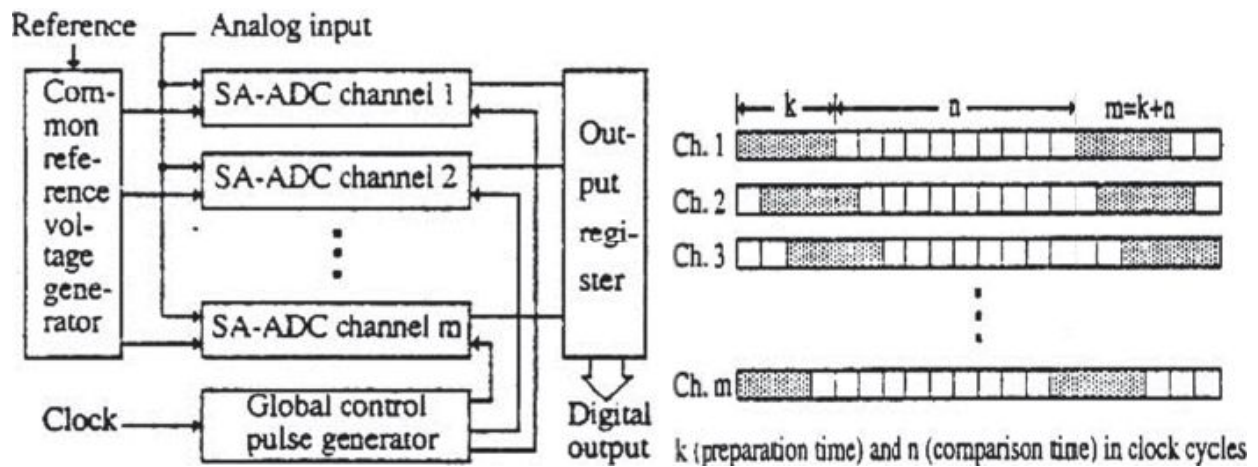 Reference
Analog input
Com-
mon
refe-
rence
vol-
tage
gene-
rator
SA-ADC channel 1
SA-ADC channel 2
SA-ADC channel m
Global control
pulse generator
Clock
Out-
put
regi-
ster
Digital
output
k
n
m=k+n
Ch. 1
Ch. 2
Ch. 3
Ch. m
k (preparation time) and n (comparison time) in clock cycles